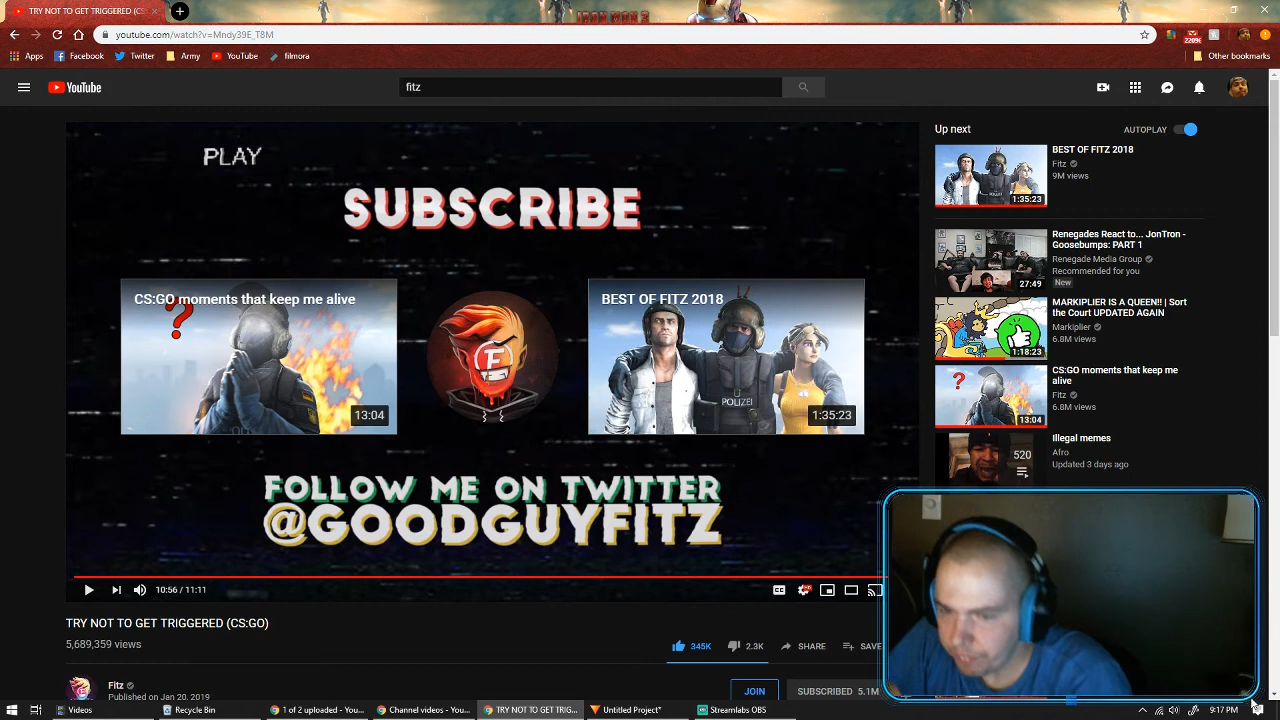 TRY NOT TO GET TRIGGERED (CS:
youtube.com/watch?v=Mndy39E_T8M
Apps
Facebook
Twitter
Army
YouTube
filmora
Other bookmarks
YouTube
fitz
PLAY
SUBSCRIBE
CS:GO moments that keep me alive
?
13:04
F
BEST OF FITZ 2018
POLIZEI
1:35:23
FOLLOW ME ON TWITTER
@GOODGUYFITZ
10:56 / 11:11
CC
TRY NOT TO GET TRIGGERED (CS:GO)
5,689,359 views
345K
2.3K
SHARE
SAVE
Fitz
Published on Jan 20, 2019
JOIN
SUBSCRIBED 5.1M
Up next
AUTOPLAY
BEST OF FITZ 2018
Fitz
9M views
1:35:23
Renegades React to... JonTron -
Goosebumps: PART 1
Renegade Media Group
Recommended for you
New
27:49
MARKIPLIER IS A QUEEN!! | Sort
the Court UPDATED AGAIN
Markiplier
6.8M views
1:18:23
CS:GO moments that keep me
alive
Fitz
6.8M views
?
13:04
Illegal memes
Afro
Updated 3 days ago
520
Videos
Recycle Bin
1 of 2 uploaded - You...
Channel videos - You...
TRY NOT TO GET TRIG...
Untitled Project*
Streamlabs OBS
9:17 PM